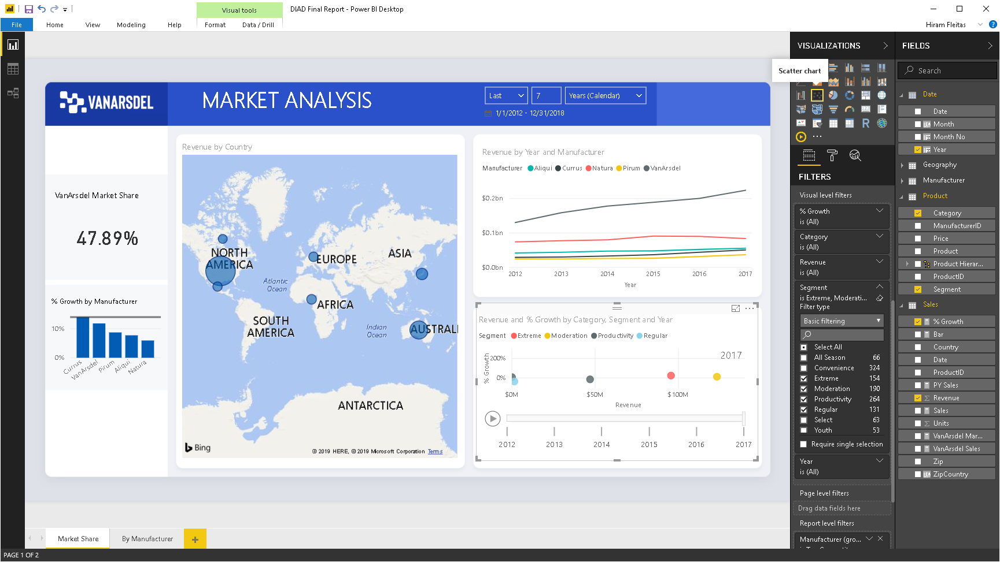 Visual tools
DIAD Final Report - Power BI Desktop
File
Home
View
Modeling
Help
Format
Data / Drill
Hiram Fleitas
VANARSDEL
MARKET ANALYSIS
Last
7
Years (Calendar)
1/1/2012 - 12/31/2018
VanArsdel Market Share
47.89%
% Growth by Manufacturer
10%
0%
Currus
VanArsdel
Pirum
Aliqui
Natura
Revenue by Country
NORTH
AMERICA
EUROPE
ASIA
Atlantic
Ocean
AFRICA
SOUTH
AMERICA
Indian
Ocean
AUSTRALI
ANTARCTICA
Bing
© 2019 HERE, © 2019 Microsoft Corporation Terms
Revenue by Year and Manufacturer
Manufacturer Aliqui Currus Natura Pirum VanArsdel
$0.2bn
$0.1bn
$0.0bn
2012 2013 2014 2015 2016 2017
Year
Revenue and % Growth by Category, Segment and Year
Segment Extreme Moderation Productivity Regular
2017
% Growth
200%
0%
$0M $50M $100M
Revenue
2012 2013 2014 2015 2016 2017
Market Share
By Manufacturer
+
PAGE 1 OF 2
VISUALIZATIONS
Scatter chart
R
FILTERS
Visual level filters
% Growth
is (All)
Category
is (All)
Revenue
is (All)
Segment
is Extreme, Moderati...
Filter type
Basic filtering
Select All
All Season 66
Convenience 324
Extreme 154
Moderation 190
Productivity 264
Regular 131
Select 63
Youth 53
Require single selection
Year
is (All)
Page level filters
Drag data fields here
Report level filters
Manufacturer (gro...
FIELDS
Search
Date
Date
Month
Month No
Year
Geography
Manufacturer
Product
Category
ManufacturerID
Price
Product
Product Hierar...
ProductID
Segment
Sales
% Growth
Bar
Country
Date
ProductID
PY Sales
Revenue
Sales
Units
VanArsdel Mar...
VanArsdel Sales
Zip
ZipCountry